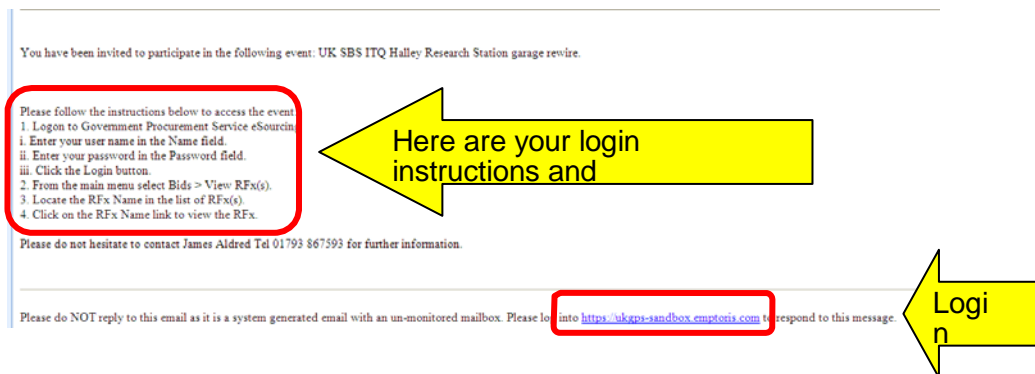 You have been invited to participate in the following event: UK SBS ITQ Halley Research Station garage rewire.
Please follow the instructions below to access the event
1. Logon to Government Procurement Service eSourcing
i. Enter your user name in the Name field.
ii. Enter your password in the Password field.
iii. Click the Login button.
2. From the main menu select Bids > View RFx(s).
3. Locate the RFx Name in the list of RFx(s).
4. Click on the RFx Name link to view the RFx.
Here are your login
instructions and
Please do not hesitate to contact James Aldred Tel 01793 867593 for further information.
Please do NOT reply to this email as it is a system generated email with an un-monitored mailbox. Please log into https://ukgps-sandbox.emptoris.com to respond to this message.
Logi
n